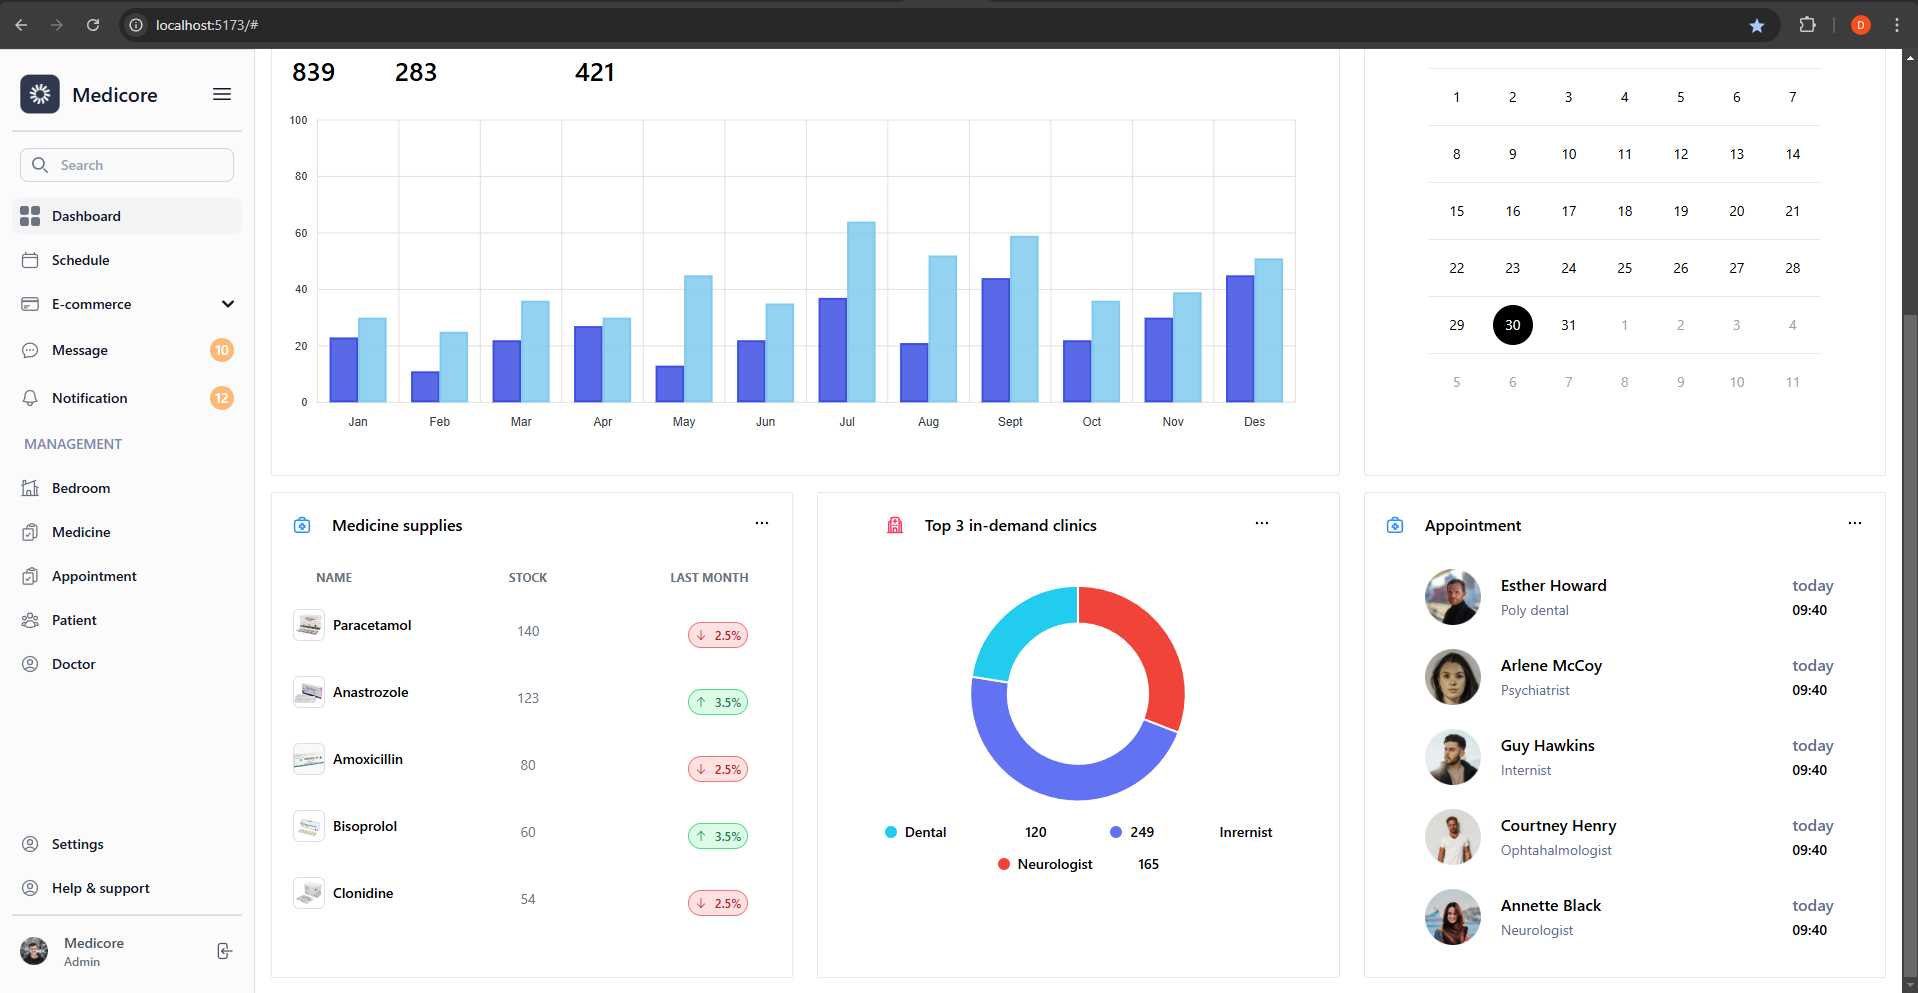 localhost:5173/#
D
Medicore
Search
Dashboard
Schedule
E-commerce
Message 10
Notification 12
MANAGEMENT
Bedroom
Medicine
Appointment
Patient
Doctor
Settings
Help & support
Medicore
Admin
839 283 421
100
80
60
40
20
0
Jan Feb Mar Apr May Jun Jul Aug Sept Oct Nov Des
1 2 3 4 5 6 7
8 9 10 11 12 13 14
15 16 17 18 19 20 21
22 23 24 25 26 27 28
29 30 31 1 2 3 4
5 6 7 8 9 10 11
Medicine supplies ...
NAME STOCK LAST MONTH
Paracetamol 140 ↓ 2.5%
Anastrozole 123 ↑ 3.5%
Amoxicillin 80 ↓ 2.5%
Bisoprolol 60 ↑ 3.5%
Clonidine 54 ↓ 2.5%
Top 3 in-demand clinics ...
Dental 120 249 Inrernist
Neurologist 165
Appointment ...
Esther Howard today
Poly dental 09:40
Arlene McCoy today
Psychiatrist 09:40
Guy Hawkins today
Internist 09:40
Courtney Henry today
Ophtahalmologist 09:40
Annette Black today
Neurologist 09:40